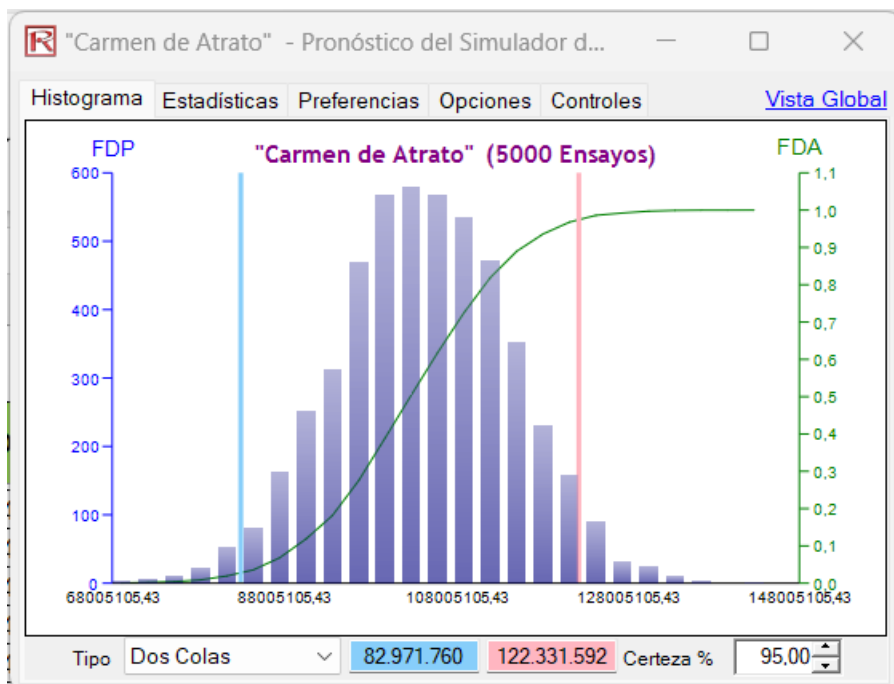 "Carmen de Atrato" - Pronóstico del Simulador d...
Histograma Estadísticas Preferencias Opciones Controles Vista Global
FDP "Carmen de Atrato" (5000 Ensayos) FDA
600 1,1
1,0
500 0,9
0,8
400 0,7
0,6
300 0,5
200 0,4
0,3
100 0,2
0,1
0 0,0
68005105,43 88005105,43 108005105,43 128005105,43 148005105,43
Tipo Dos Colas 82.971.760 122.331.592 Certeza % 95,00